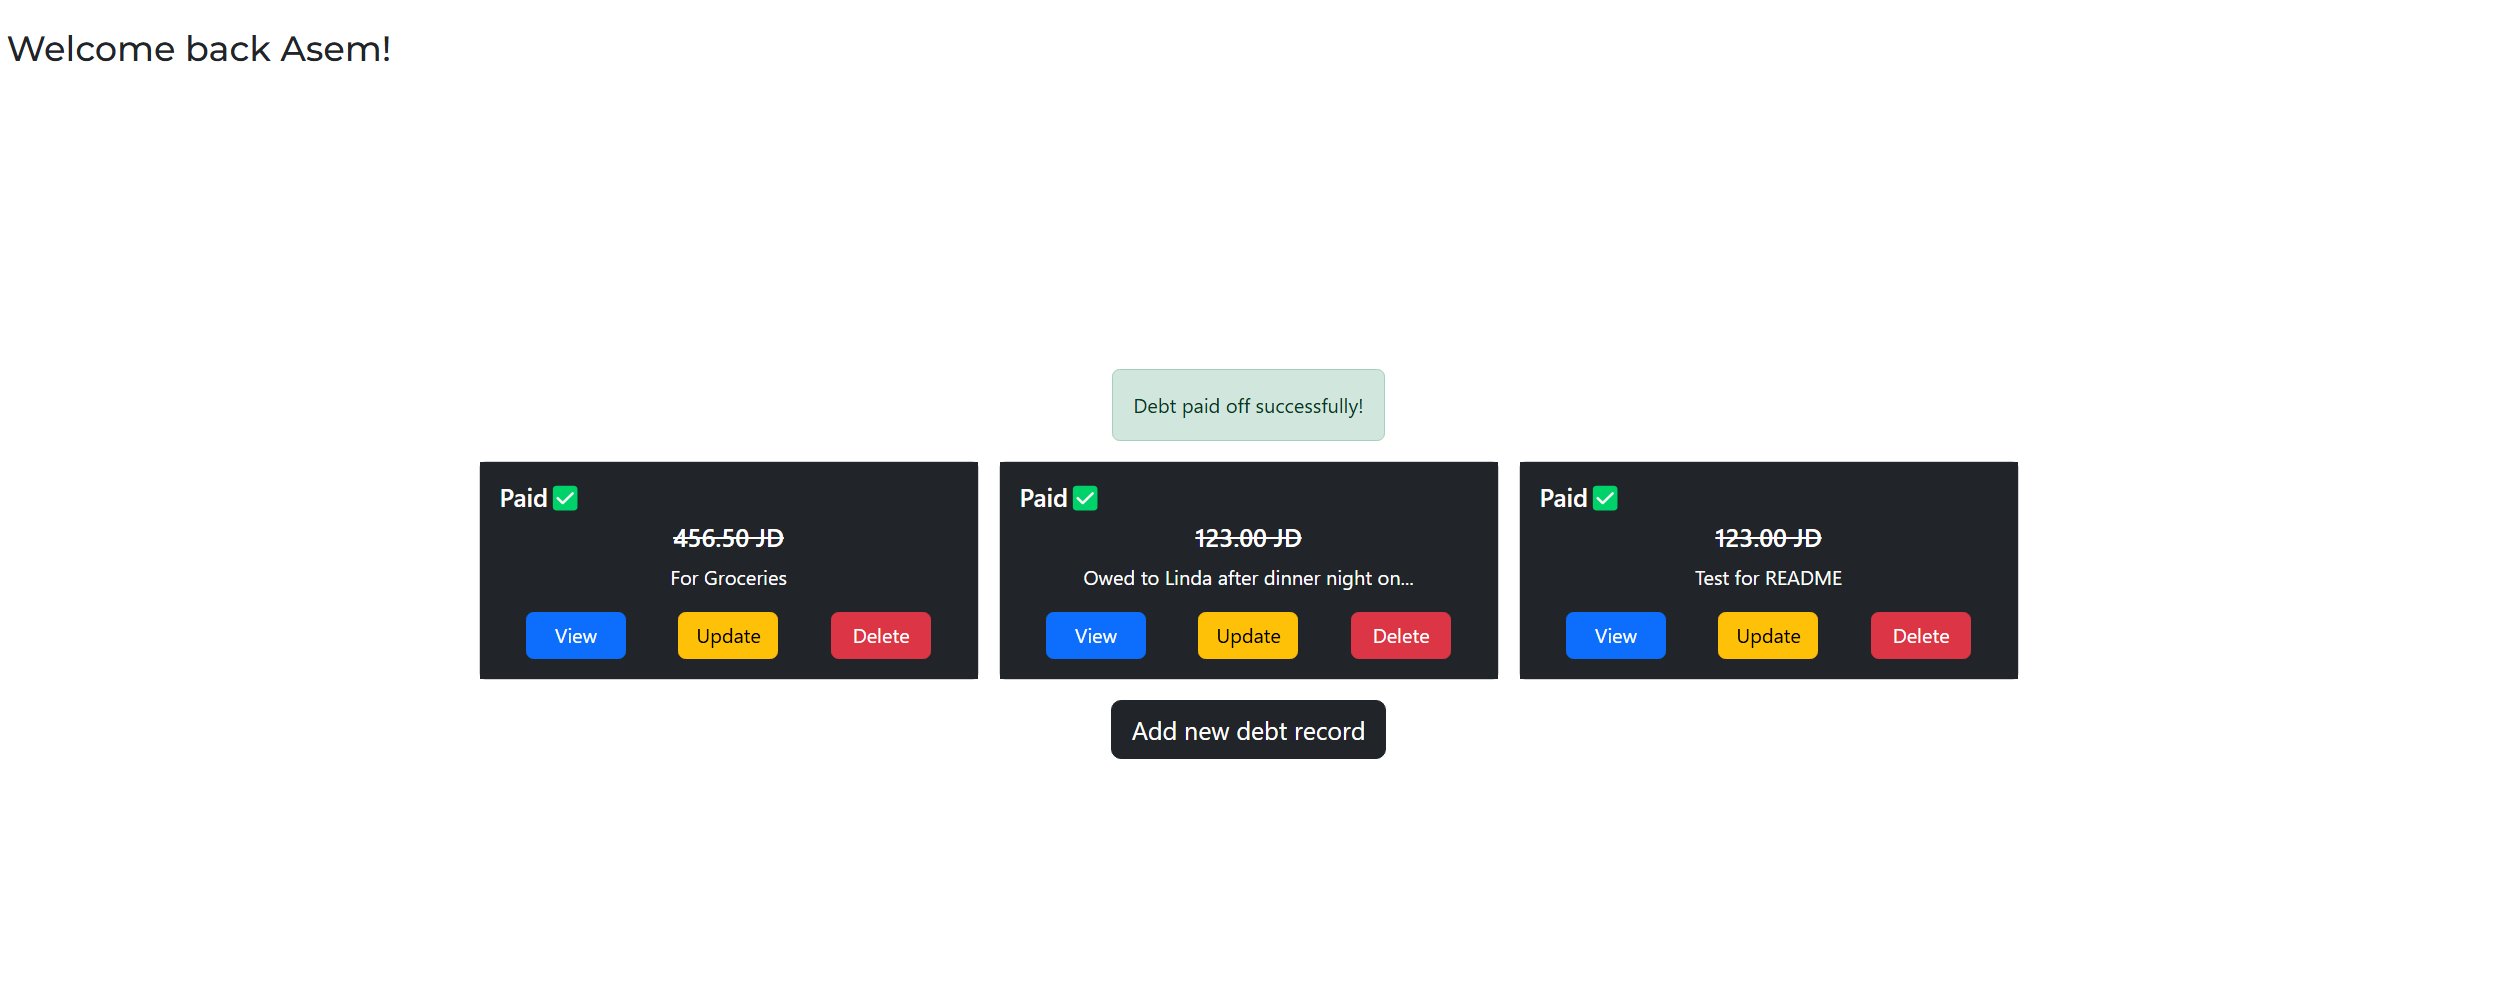 Welcome back Asem!
Debt paid off successfully!
Paid ✅
456.50 JD
For Groceries
View Update Delete
Paid ✅
123.00 JD
Owed to Linda after dinner night on...
View Update Delete
Paid ✅
123.00 JD
Test for README
View Update Delete
Add new debt record